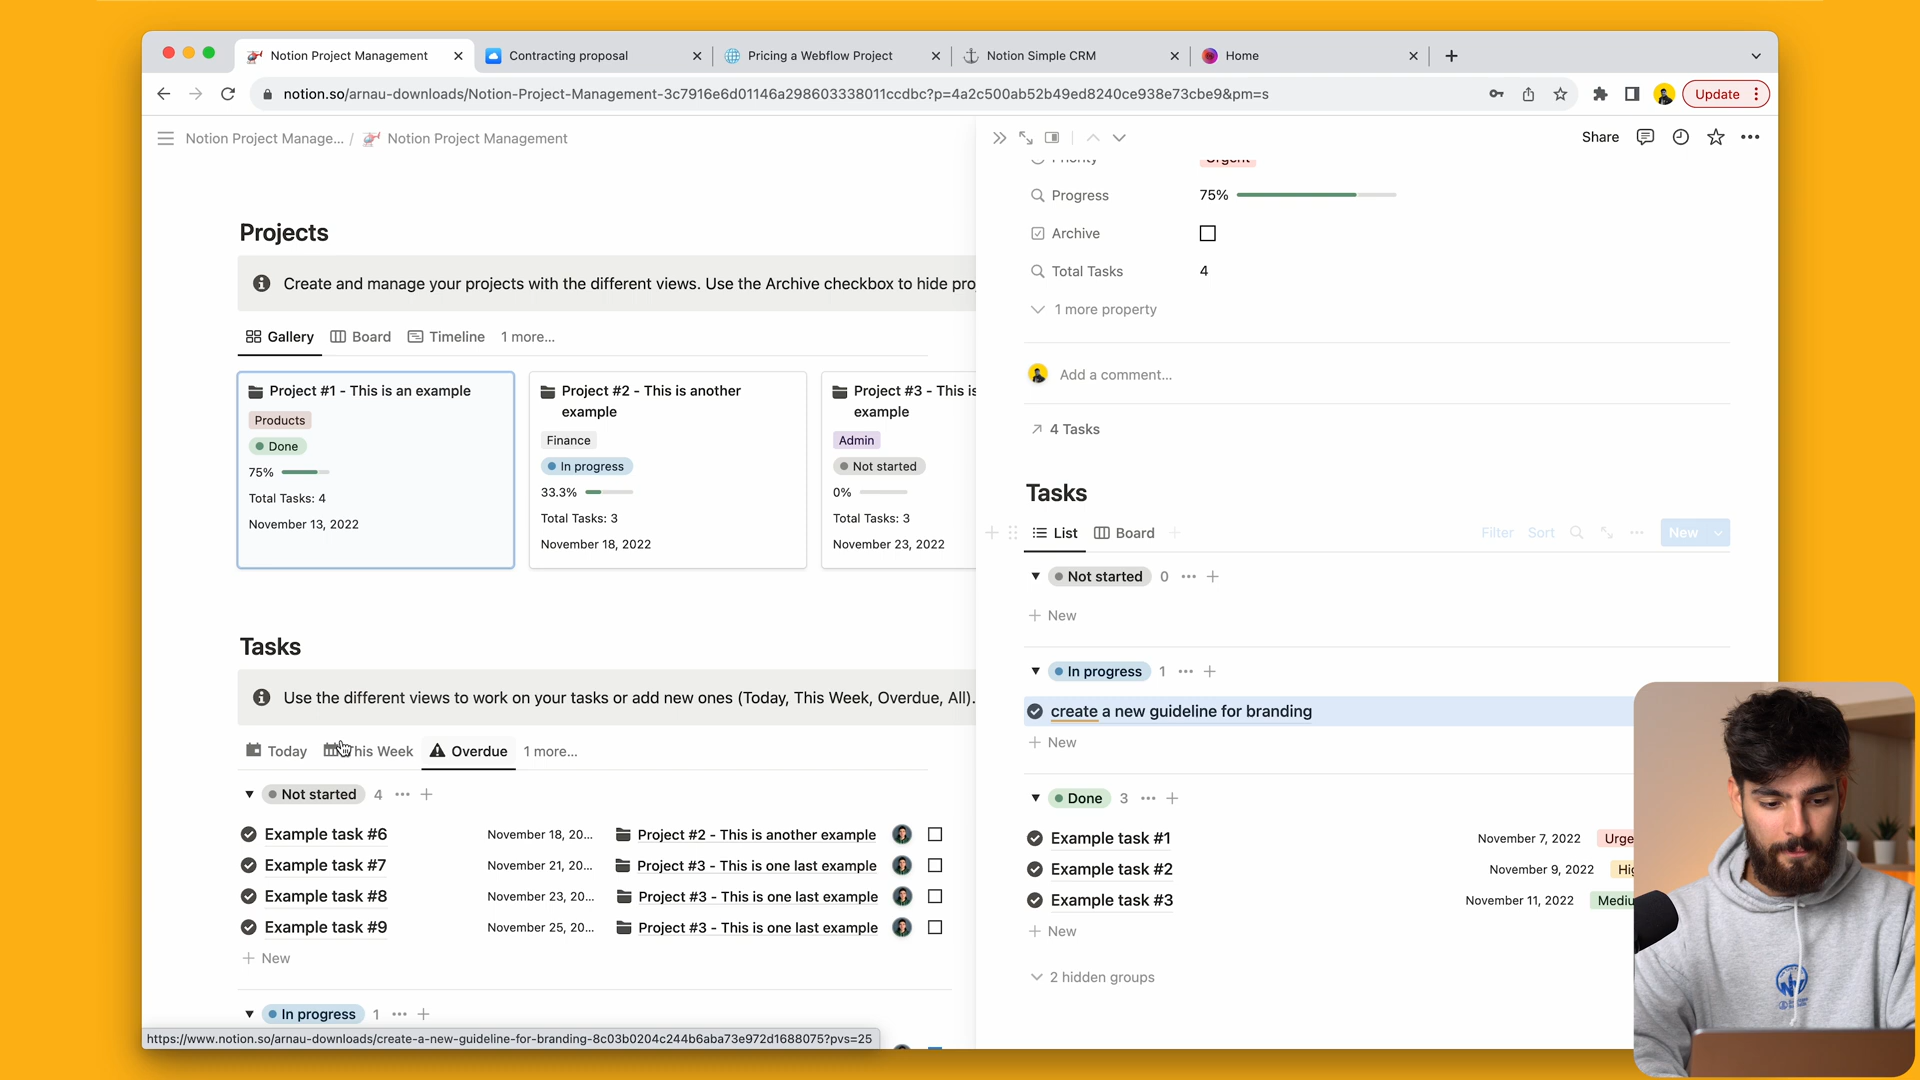 Notion Project Management
Contracting proposal
Pricing a Webflow Project
Notion Simple CRM
Home
notion.so/arnau-downloads/Notion-Project-Management-3c7916e6d01146a298603338011ccdbc?p=4a2c500ab52b49ed8240ce938e73cbe9&pm=s
Update
Notion Project Manage... / Notion Project Management
Share
Projects
Create and manage your projects with the different views. Use the Archive checkbox to hide pro
Gallery
Board
Timeline
1 more...
Project #1 - This is an example
Products
Done
75%
Total Tasks: 4
November 13, 2022
Project #2 - This is another
example
Finance
In progress
33.3%
Total Tasks: 3
November 18, 2022
Project #3 - This is
example
Admin
Not started
0%
Total Tasks: 3
November 23, 2022
Tasks
Use the different views to work on your tasks or add new ones (Today, This Week, Overdue, All).
Today
This Week
Overdue
1 more...
Not started 4
Example task #6 November 18, 20... Project #2 - This is another example
Example task #7 November 21, 20... Project #3 - This is one last example
Example task #8 November 23, 20... Project #3 - This is one last example
Example task #9 November 25, 20... Project #3 - This is one last example
New
In progress 1
https://www.notion.so/arnau-downloads/create-a-new-guideline-for-branding-8c03b0204c244b6aba73e972d1688075?pvs=25
Priority Urgent
Progress 75%
Archive
Total Tasks 4
1 more property
Add a comment...
4 Tasks
Tasks
List
Board
Filter
Sort
New
Not started 0
New
In progress 1
create a new guideline for branding
New
Done 3
Example task #1 November 7, 2022 Urge
Example task #2 November 9, 2022 Hig
Example task #3 November 11, 2022 Mediu
New
2 hidden groups